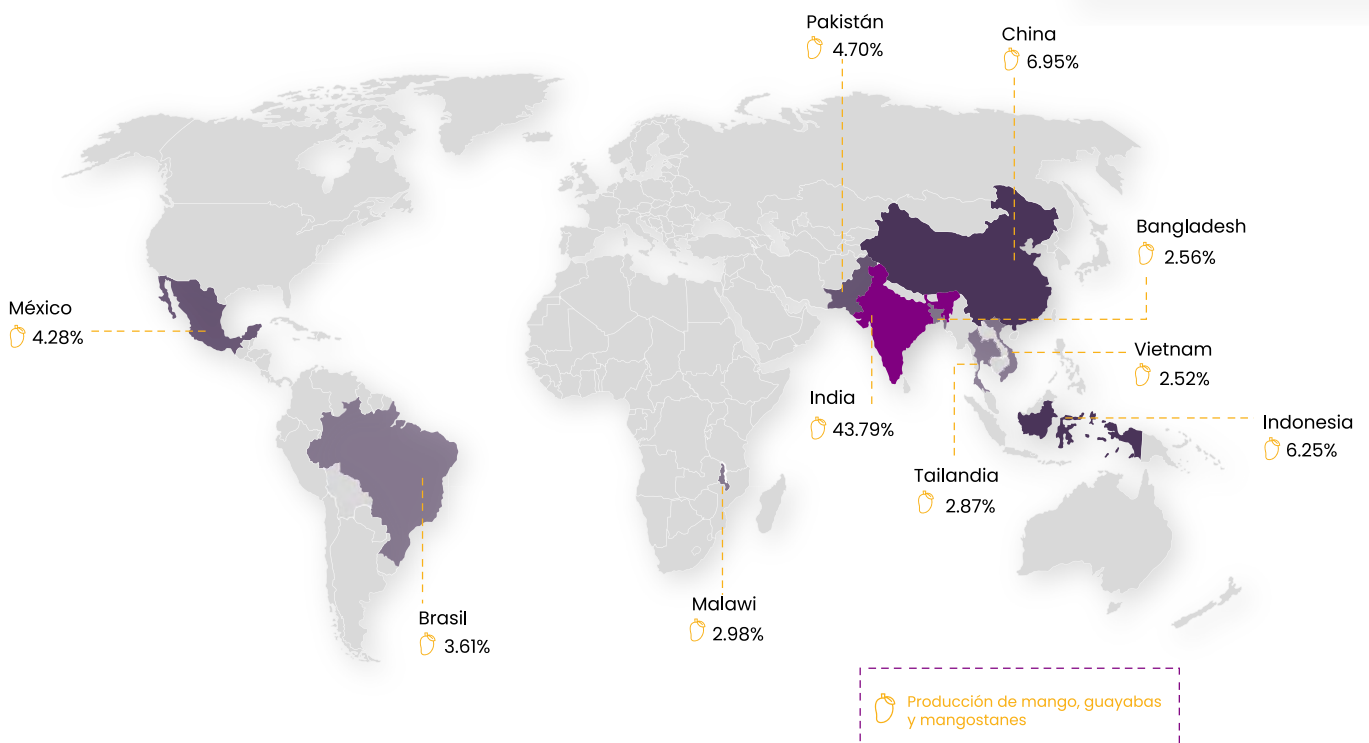 Pakistán
4.70%
China
6.95%
Bangladesh
2.56%
México
4.28%
Vietnam
2.52%
India
43.79%
Indonesia
6.25%
Tailandia
2.87%
Malawi
2.98%
Brasil
3.61%
Producción de mango, guayabas
y mangostanes